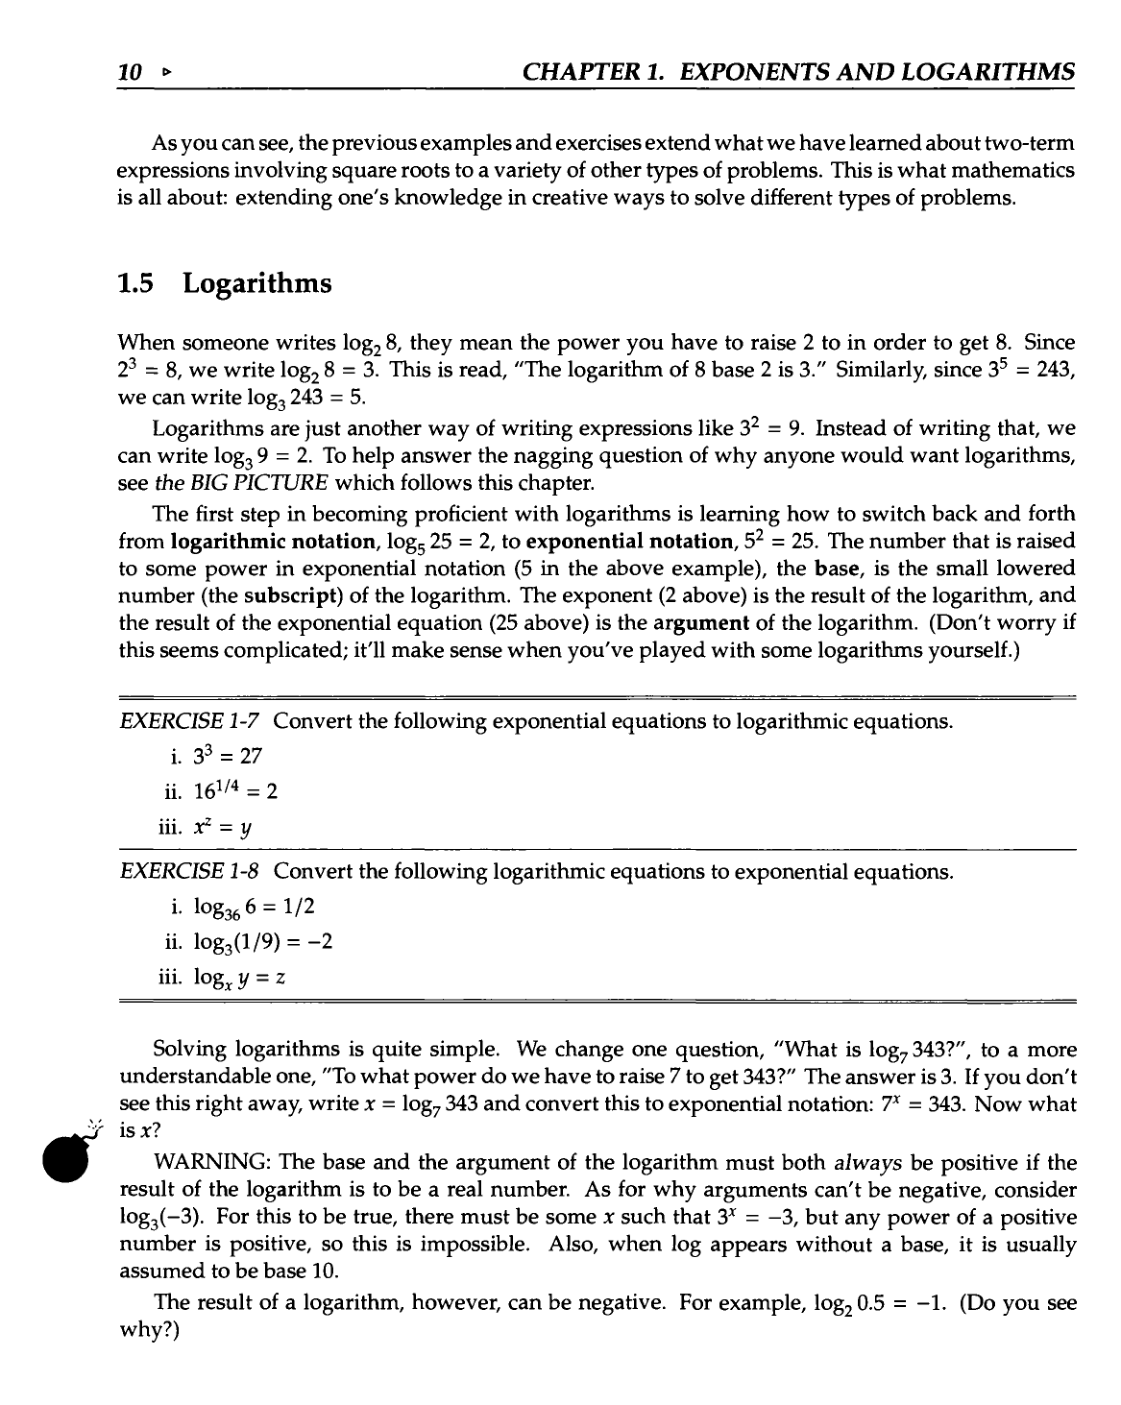 10 ▹ CHAPTER 1. EXPONENTS AND LOGARITHMS
As you can see, the previous examples and exercises extend what we have learned about two-term
expressions involving square roots to a variety of other types of problems. This is what mathematics
is all about: extending one's knowledge in creative ways to solve different types of problems.
1.5 Logarithms
When someone writes log₂ 8, they mean the power you have to raise 2 to in order to get 8. Since
2³ = 8, we write log₂ 8 = 3. This is read, "The logarithm of 8 base 2 is 3." Similarly, since 3⁵ = 243,
we can write log₃ 243 = 5.
Logarithms are just another way of writing expressions like 3² = 9. Instead of writing that, we
can write log₃ 9 = 2. To help answer the nagging question of why anyone would want logarithms,
see the BIG PICTURE which follows this chapter.
The first step in becoming proficient with logarithms is learning how to switch back and forth
from logarithmic notation, log₅ 25 = 2, to exponential notation, 5² = 25. The number that is raised
to some power in exponential notation (5 in the above example), the base, is the small lowered
number (the subscript) of the logarithm. The exponent (2 above) is the result of the logarithm, and
the result of the exponential equation (25 above) is the argument of the logarithm. (Don't worry if
this seems complicated; it'll make sense when you've played with some logarithms yourself.)
EXERCISE 1-7 Convert the following exponential equations to logarithmic equations.
i. 3³ = 27
ii. 16^{1/4} = 2
iii. x^z = y
EXERCISE 1-8 Convert the following logarithmic equations to exponential equations.
i. log₃₆ 6 = 1/2
ii. log₃(1/9) = −2
iii. logₓ y = z
Solving logarithms is quite simple. We change one question, "What is log₇ 343?", to a more
understandable one, "To what power do we have to raise 7 to get 343?" The answer is 3. If you don't
see this right away, write x = log₇ 343 and convert this to exponential notation: 7ˣ = 343. Now what
is x?
WARNING: The base and the argument of the logarithm must both always be positive if the
result of the logarithm is to be a real number. As for why arguments can't be negative, consider
log₃(−3). For this to be true, there must be some x such that 3ˣ = −3, but any power of a positive
number is positive, so this is impossible. Also, when log appears without a base, it is usually
assumed to be base 10.
The result of a logarithm, however, can be negative. For example, log₂ 0.5 = −1. (Do you see
why?)